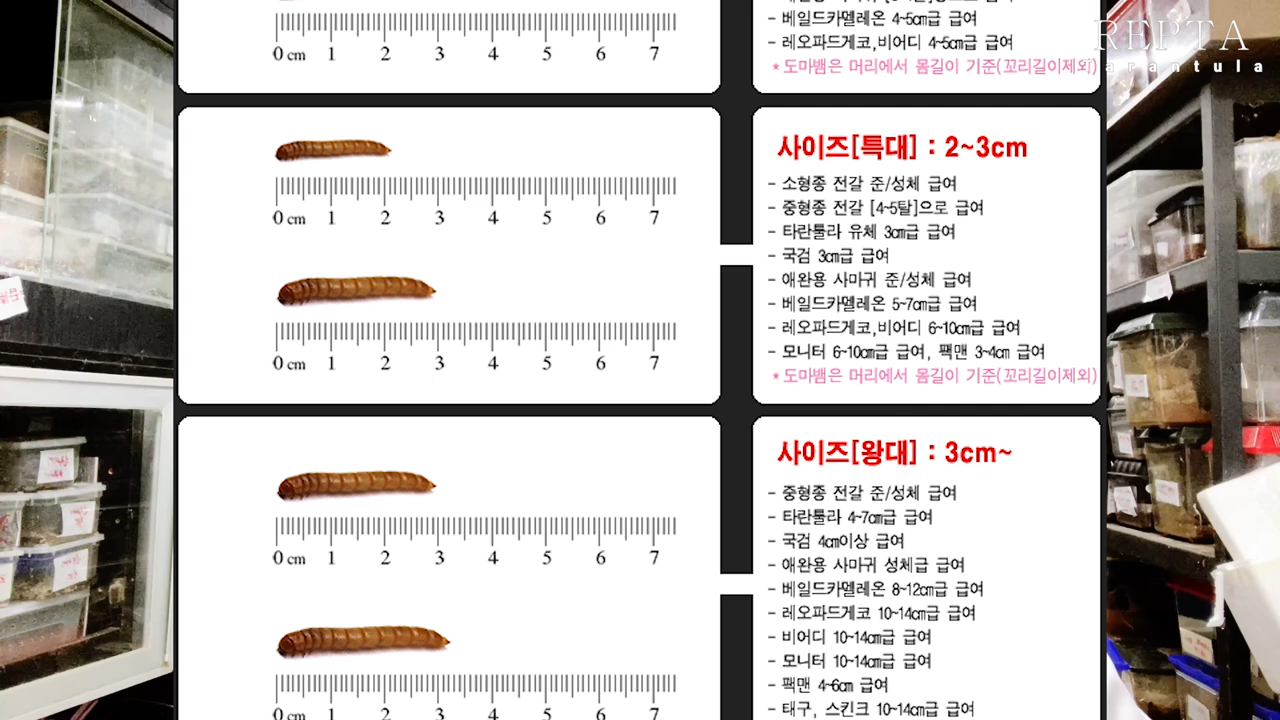 0 cm 1 2 3 4 5 6 7
- 베일드카멜레온 4~5cm급 급여
- 레오파드게코,비어디 4~5cm급 급여
* 도마뱀은 머리에서 몸길이 기준(꼬리길이제외)
REPTA
arantula
0 cm 1 2 3 4 5 6 7
0 cm 1 2 3 4 5 6 7
사이즈[특대] : 2~3cm
- 소형종 전갈 준/성체 급여
- 중형종 전갈 [4~5탈]으로 급여
- 타란튤라 유체 3cm급 급여
- 국검 3cm급 급여
- 애완용 사마귀 준/성체 급여
- 베일드카멜레온 5~7cm급 급여
- 레오파드게코,비어디 6~10cm급 급여
- 모니터 6~10cm급 급여, 팩맨 3~4cm 급여
* 도마뱀은 머리에서 몸길이 기준(꼬리길이제외)
0 cm 1 2 3 4 5 6 7
0 cm 1 2 3 4 5 6 7
사이즈[왕대] : 3cm~
- 중형종 전갈 준/성체 급여
- 타란튤라 4~7cm급 급여
- 국검 4cm이상 급여
- 애완용 사마귀 성체급 급여
- 베일드카멜레온 8~12cm급 급여
- 레오파드게코 10~14cm급 급여
- 비어디 10~14cm급 급여
- 모니터 10~14cm급 급여
- 팩맨 4~6cm 급여
- 태구, 스킨크 10~14cm급 급여